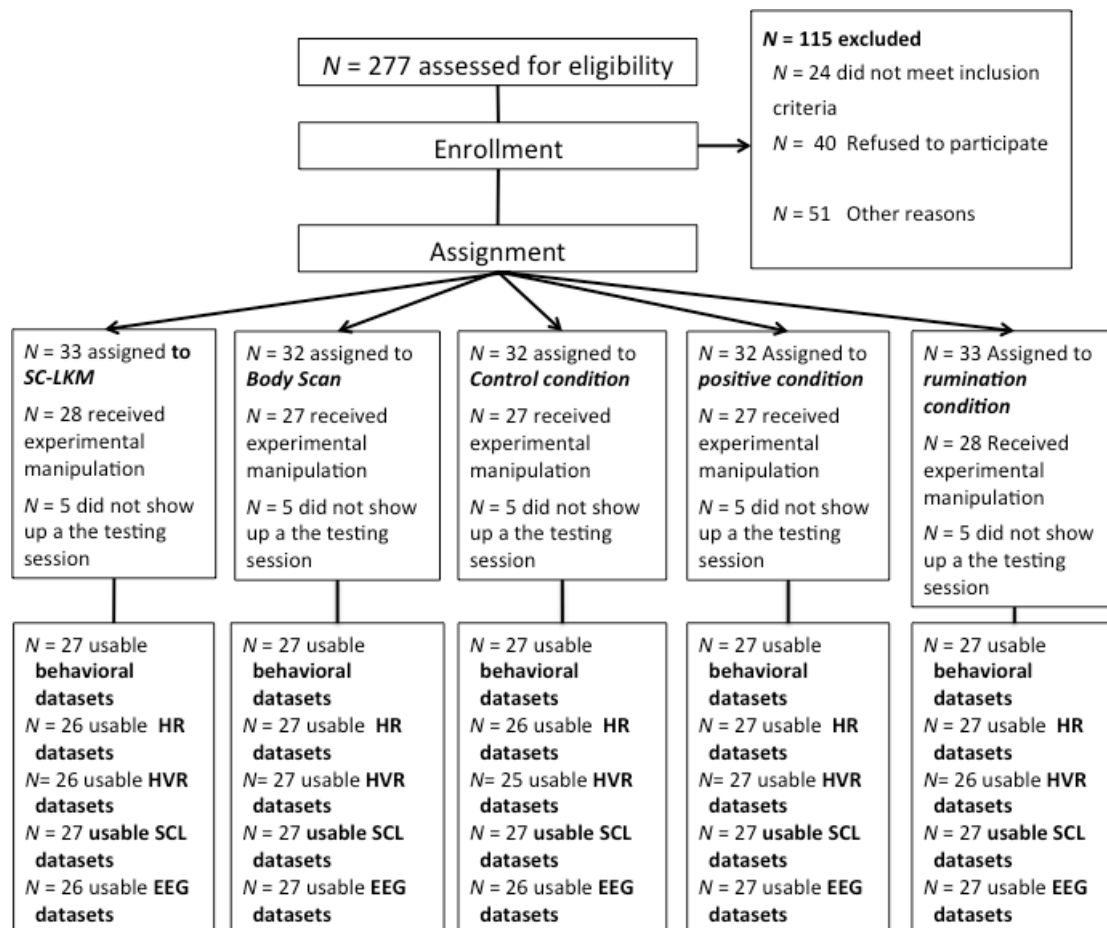 N = 277 assessed for eligibility
Enrollment
Assignment
N = 115 excluded
N = 24 did not meet inclusion
criteria
N = 40 Refused to participate
N = 51 Other reasons
N = 33 assigned to
SC-LKM
N = 28 received
experimental
manipulation
N = 5 did not show
up a the testing
session
N = 32 assigned to
Body Scan
N = 27 received
experimental
manipulation
N = 5 did not show
up a the testing
session
N = 32 assigned to
Control condition
N = 27 received
experimental
manipulation
N = 5 did not show
up a the testing
session
N = 32 Assigned to
positive condition
N = 27 received
experimental
manipulation
N = 5 did not show
up a the testing
session
N = 33 Assigned to
rumination
condition
N = 28 Received
experimental
manipulation
N = 5 did not show
up a the testing
session
N = 27 usable
behavioral
datasets
N = 26 usable HR
datasets
N= 26 usable HVR
datasets
N = 27 usable SCL
datasets
N = 26 usable EEG
datasets
N = 27 usable
behavioral
datasets
N = 27 usable HR
datasets
N= 27 usable HVR
datasets
N = 27 usable SCL
datasets
N = 27 usable EEG
datasets
N = 27 usable
behavioral
datasets
N = 26 usable HR
datasets
N= 25 usable HVR
datasets
N = 27 usable SCL
datasets
N = 26 usable EEG
datasets
N = 27 usable
behavioral
datasets
N = 27 usable HR
datasets
N= 27 usable HVR
datasets
N = 27 usable SCL
datasets
N = 27 usable EEG
datasets
N = 27 usable
behavioral
datasets
N = 27 usable HR
datasets
N= 26 usable HVR
datasets
N = 27 usable SCL
datasets
N = 27 usable EEG
datasets